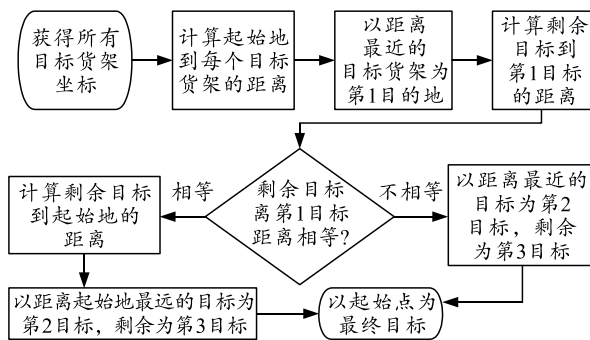 获得所有
目标货架
坐标
计算起始地
到每个目标
货架的距离
以距离
最近的
目标货架为
第1目的地
计算剩余
目标到
第1目标
的距离
剩余目标
离第1目标
距离相等?
相等
不相等
计算剩余目标
到起始地的
距离
以距离最近的
目标为第2
目标，剩余
为第3目标
以距离起始地最远的目标为
第2目标，剩余为第3目标
以起始点为
最终目标